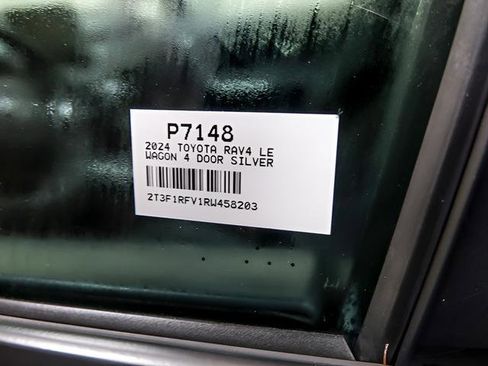 P7148
2024 TOYOTA RAV4 LE
WAGON 4 DOOR SILVER
2T3F1RFV1RW458203